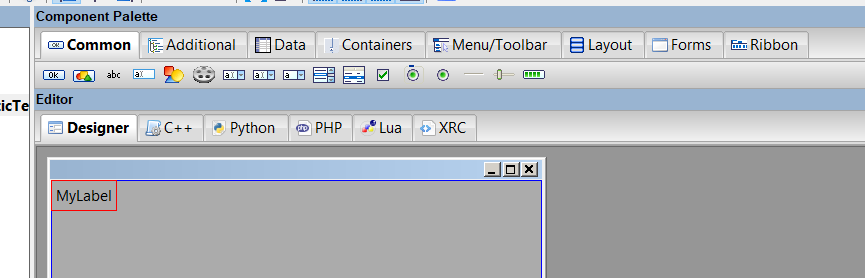 Component Palette
Common Additional Data Containers Menu/Toolbar Layout Forms Ribbon
OK abc
Editor
Designer C++ Python PHP Lua XRC
MyLabel